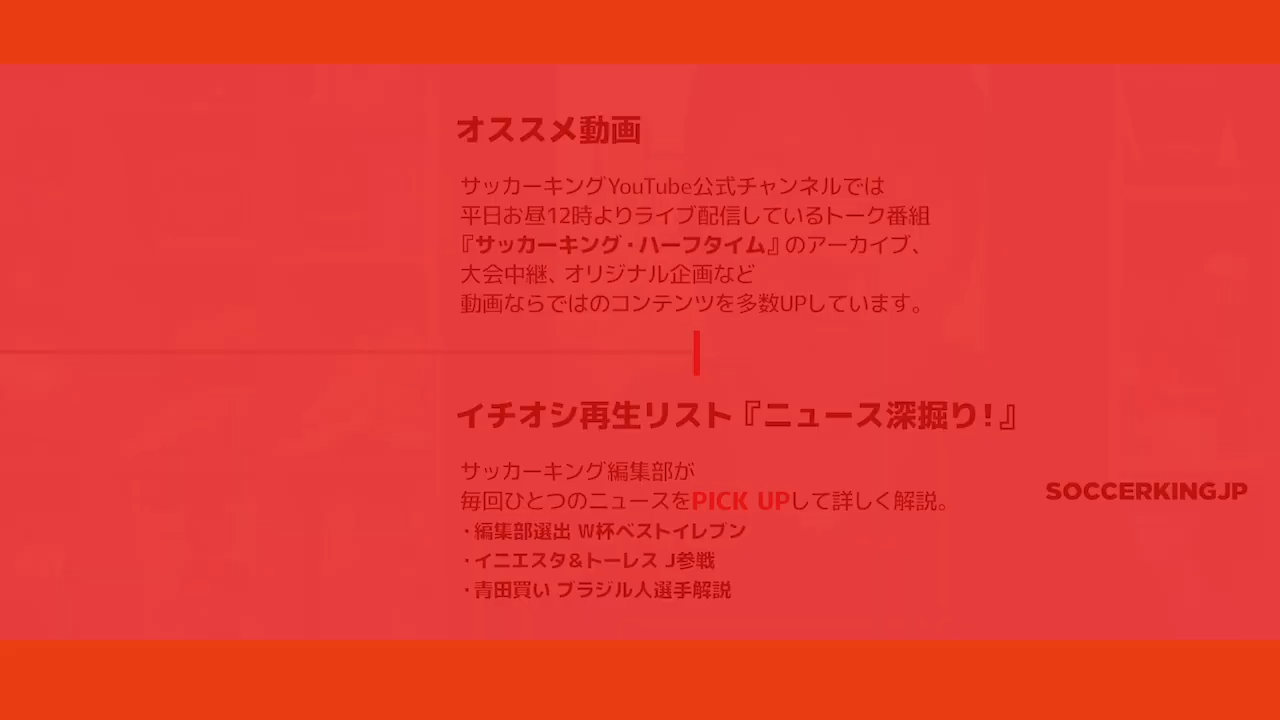 オススメ動画
サッカーキングYouTube公式チャンネルでは
平日お昼12時よりライブ配信しているトーク番組
『サッカーキング・ハーフタイム』のアーカイブ、
大会中継、オリジナル企画など
動画ならではのコンテンツを多数UPしています。
イチオシ再生リスト『ニュース深掘り!』
サッカーキング編集部が
毎回ひとつのニュースをPICK UPして詳しく解説。
・編集部選出 W杯ベストイレブン
・イニエスタ&トーレス J参戦
・青田買い ブラジル人選手解説
SOCCERKINGJP